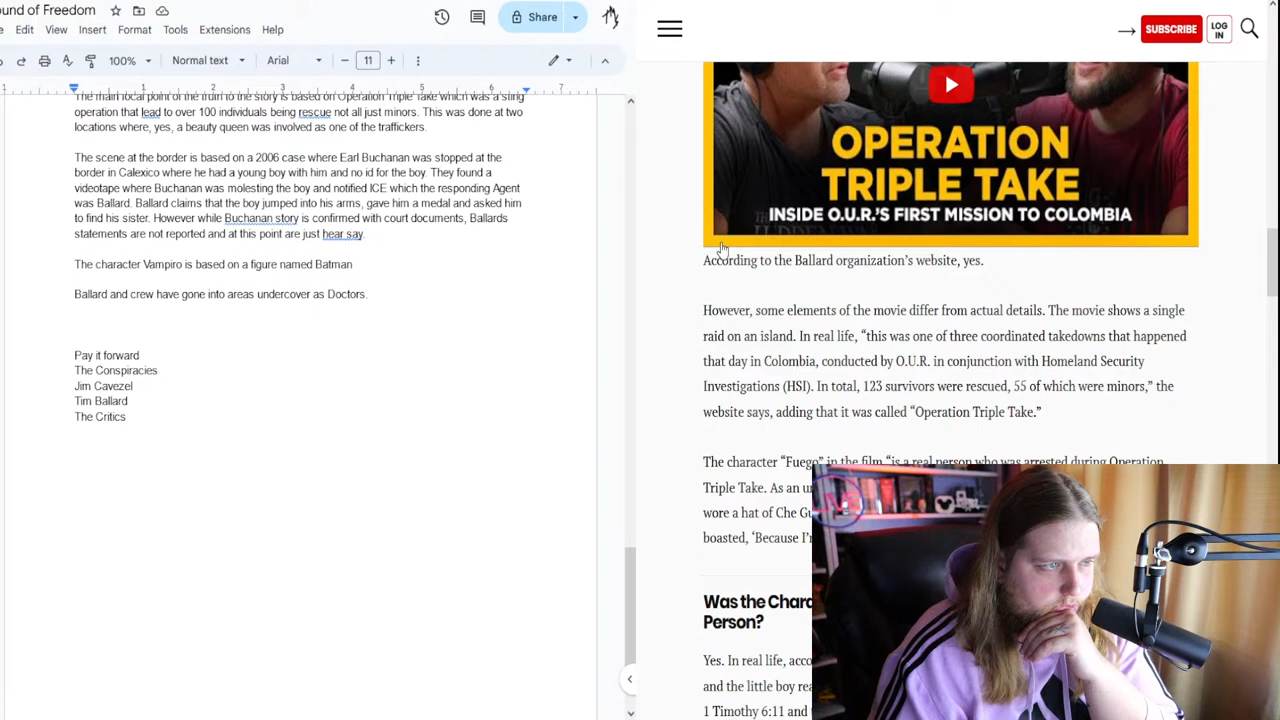 ound of Freedom
Share
Edit View Insert Format Tools Extensions Help
100% Normal text Arial 11
1 1 2 3 4 5 6 7
The main focal point of the truth to the story is based on Operation Triple Take which was a sting
operation that lead to over 100 individuals being rescue not all just minors. This was done at two
locations where, yes, a beauty queen was involved as one of the traffickers.
The scene at the border is based on a 2006 case where Earl Buchanan was stopped at the
border in Calexico where he had a young boy with him and no id for the boy. They found a
videotape where Buchanan was molesting the boy and notified ICE which the responding Agent
was Ballard. Ballard claims that the boy jumped into his arms, gave him a medal and asked him
to find his sister. However while Buchanan story is confirmed with court documents, Ballards
statements are not reported and at this point are just hear say.
The character Vampiro is based on a figure named Batman
Ballard and crew have gone into areas undercover as Doctors.
Pay it forward
The Conspiracies
Jim Cavezel
Tim Ballard
The Critics
SUBSCRIBE
LOG
IN
OPERATION
TRIPLE TAKE
INSIDE O.U.R.'S FIRST MISSION TO COLOMBIA
According to the Ballard organization's website, yes.
However, some elements of the movie differ from actual details. The movie shows a single
raid on an island. In real life, “this was one of three coordinated takedowns that happened
that day in Colombia, conducted by O.U.R. in conjunction with Homeland Security
Investigations (HSI). In total, 123 survivors were rescued, 55 of which were minors,” the
website says, adding that it was called “Operation Triple Take.”
The character “Fuego” in the film “is a real person who was arrested during Operation
Triple Take. As an
wore a hat of Che
boasted, ‘Because I'
Was the
Person?
Yes. In real life,
and the little boy
1 Timothy 6:11 and
LIVE